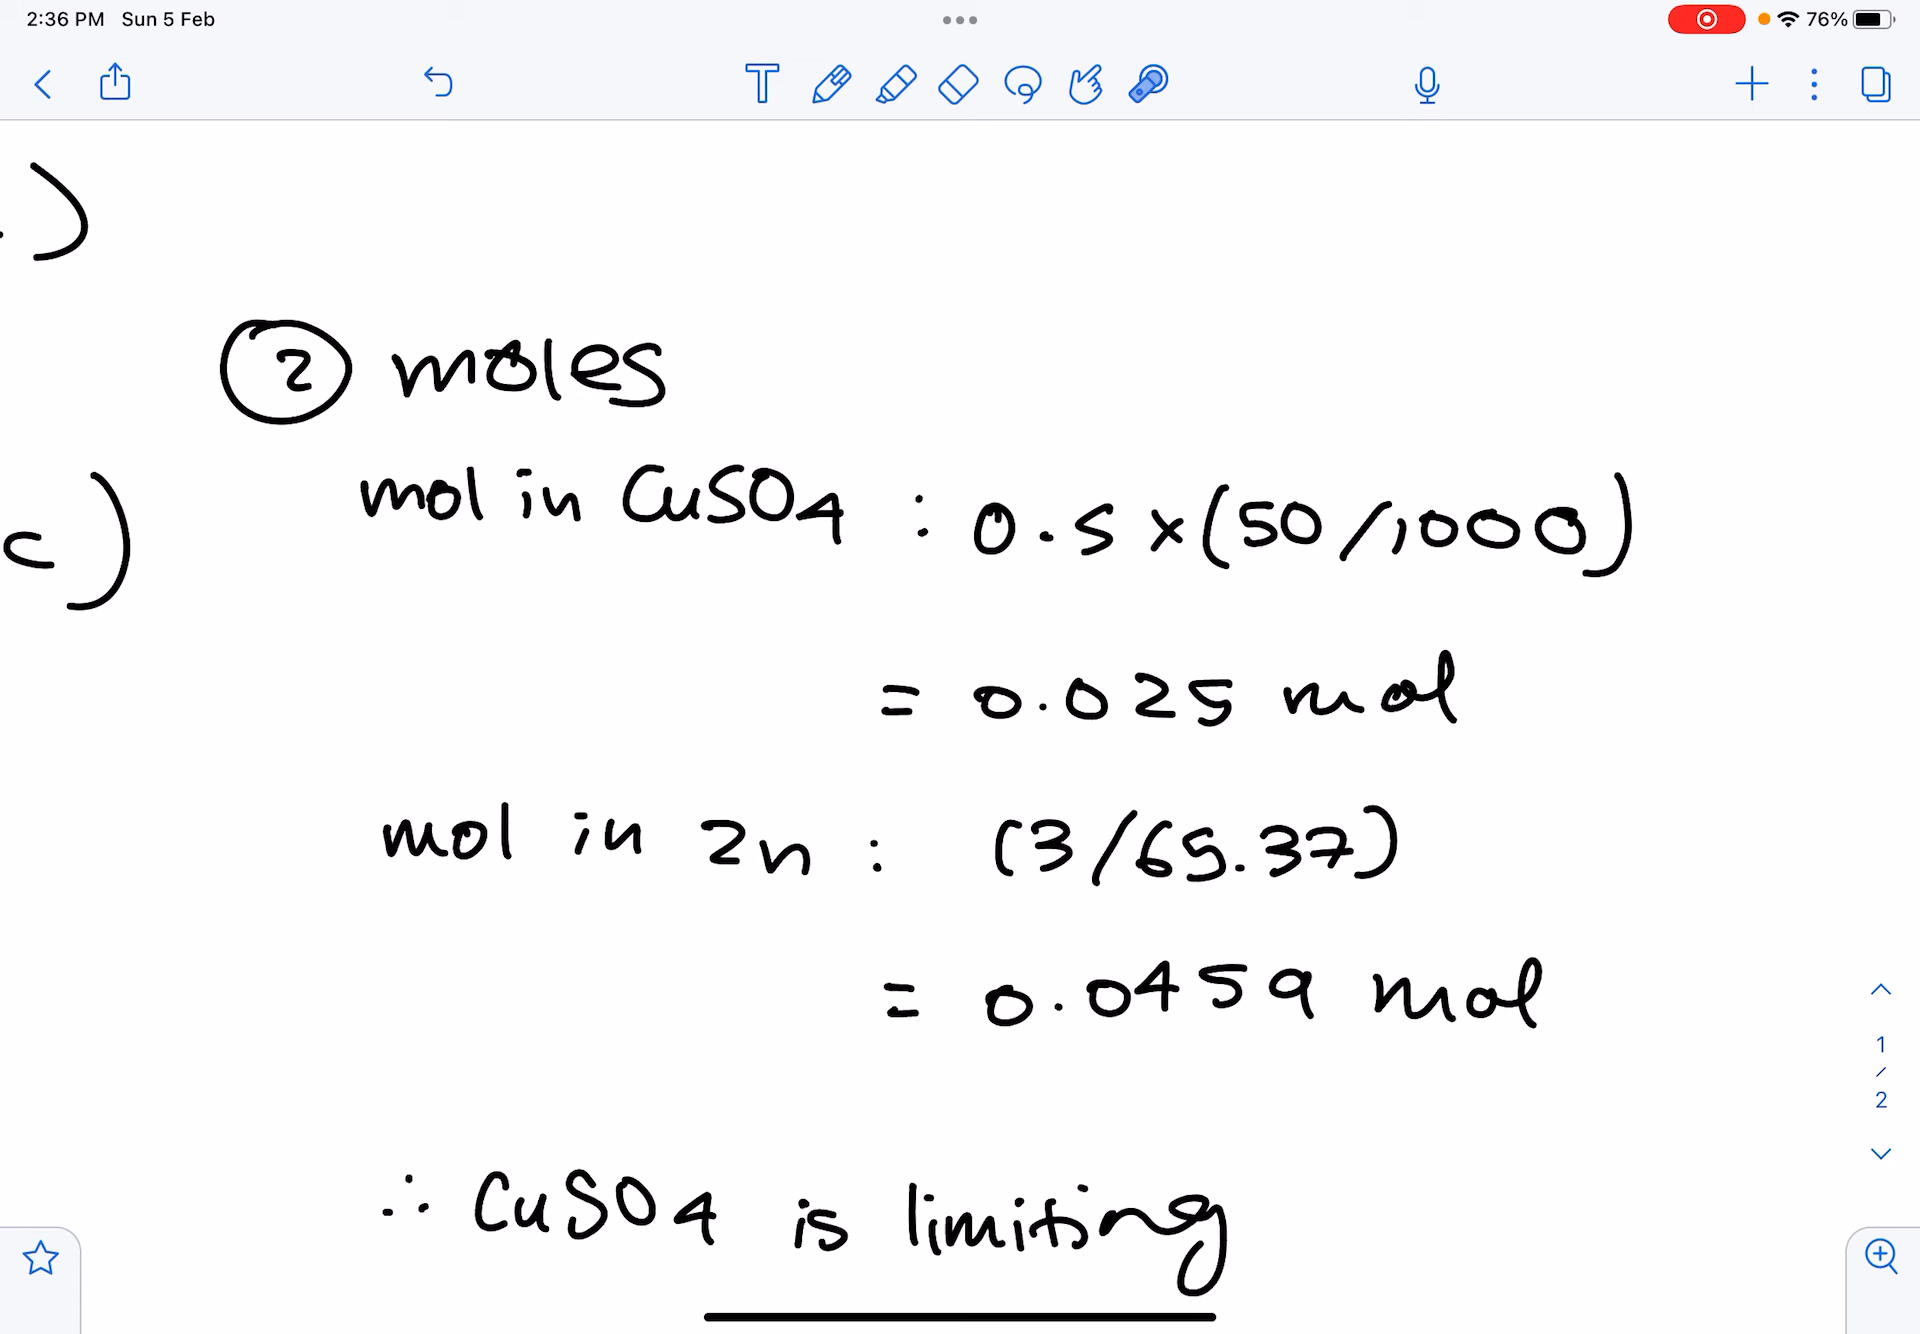 2:36 PM Sun 5 Feb
76%
.)
② moles
mol in CuSO4 : 0.5 x (50/1000)
c)
= 0.025 mol
mol in Zn : (3/65.37)
= 0.0459 mol
1
/
2
∴ CuSO4 is limiting